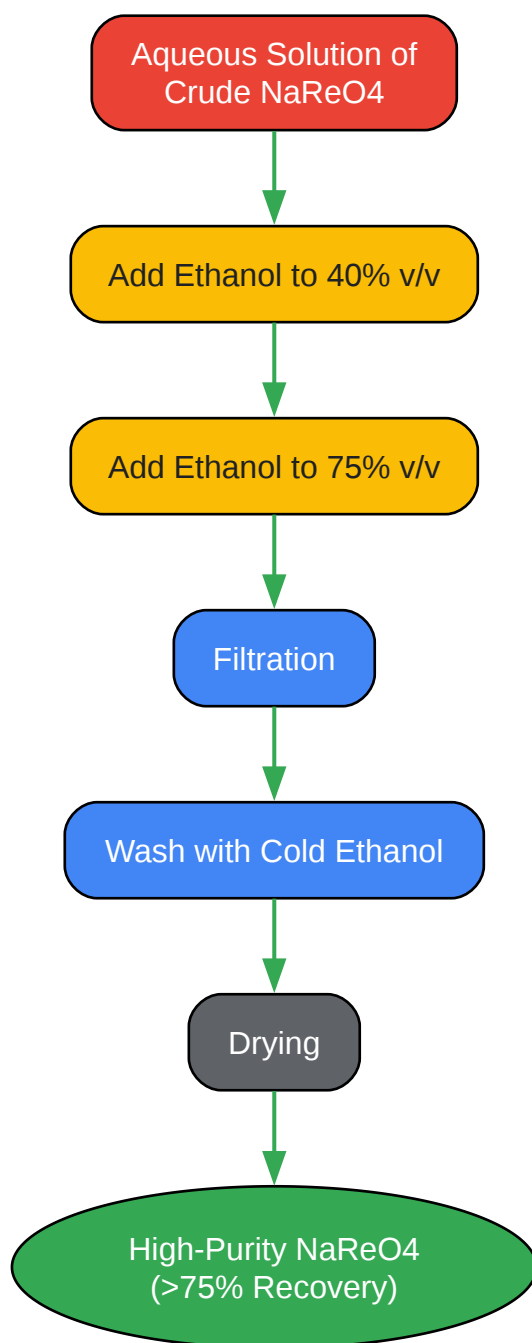 Aqueous Solution of
Crude NaReO4
Add Ethanol to 40% v/v
Add Ethanol to 75% v/v
Filtration
Wash with Cold Ethanol
Drying
High-Purity NaReO4
(>75% Recovery)